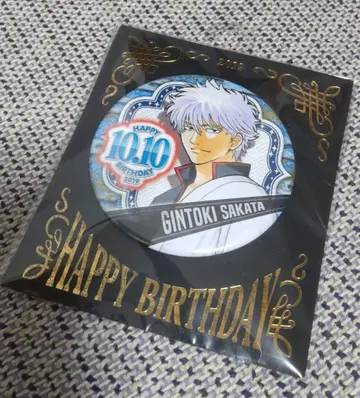 2019
HAPPY
10.10
BIRTHDAY
2019
GINTOKI SAKATA
HAPPY BIRTHDAY